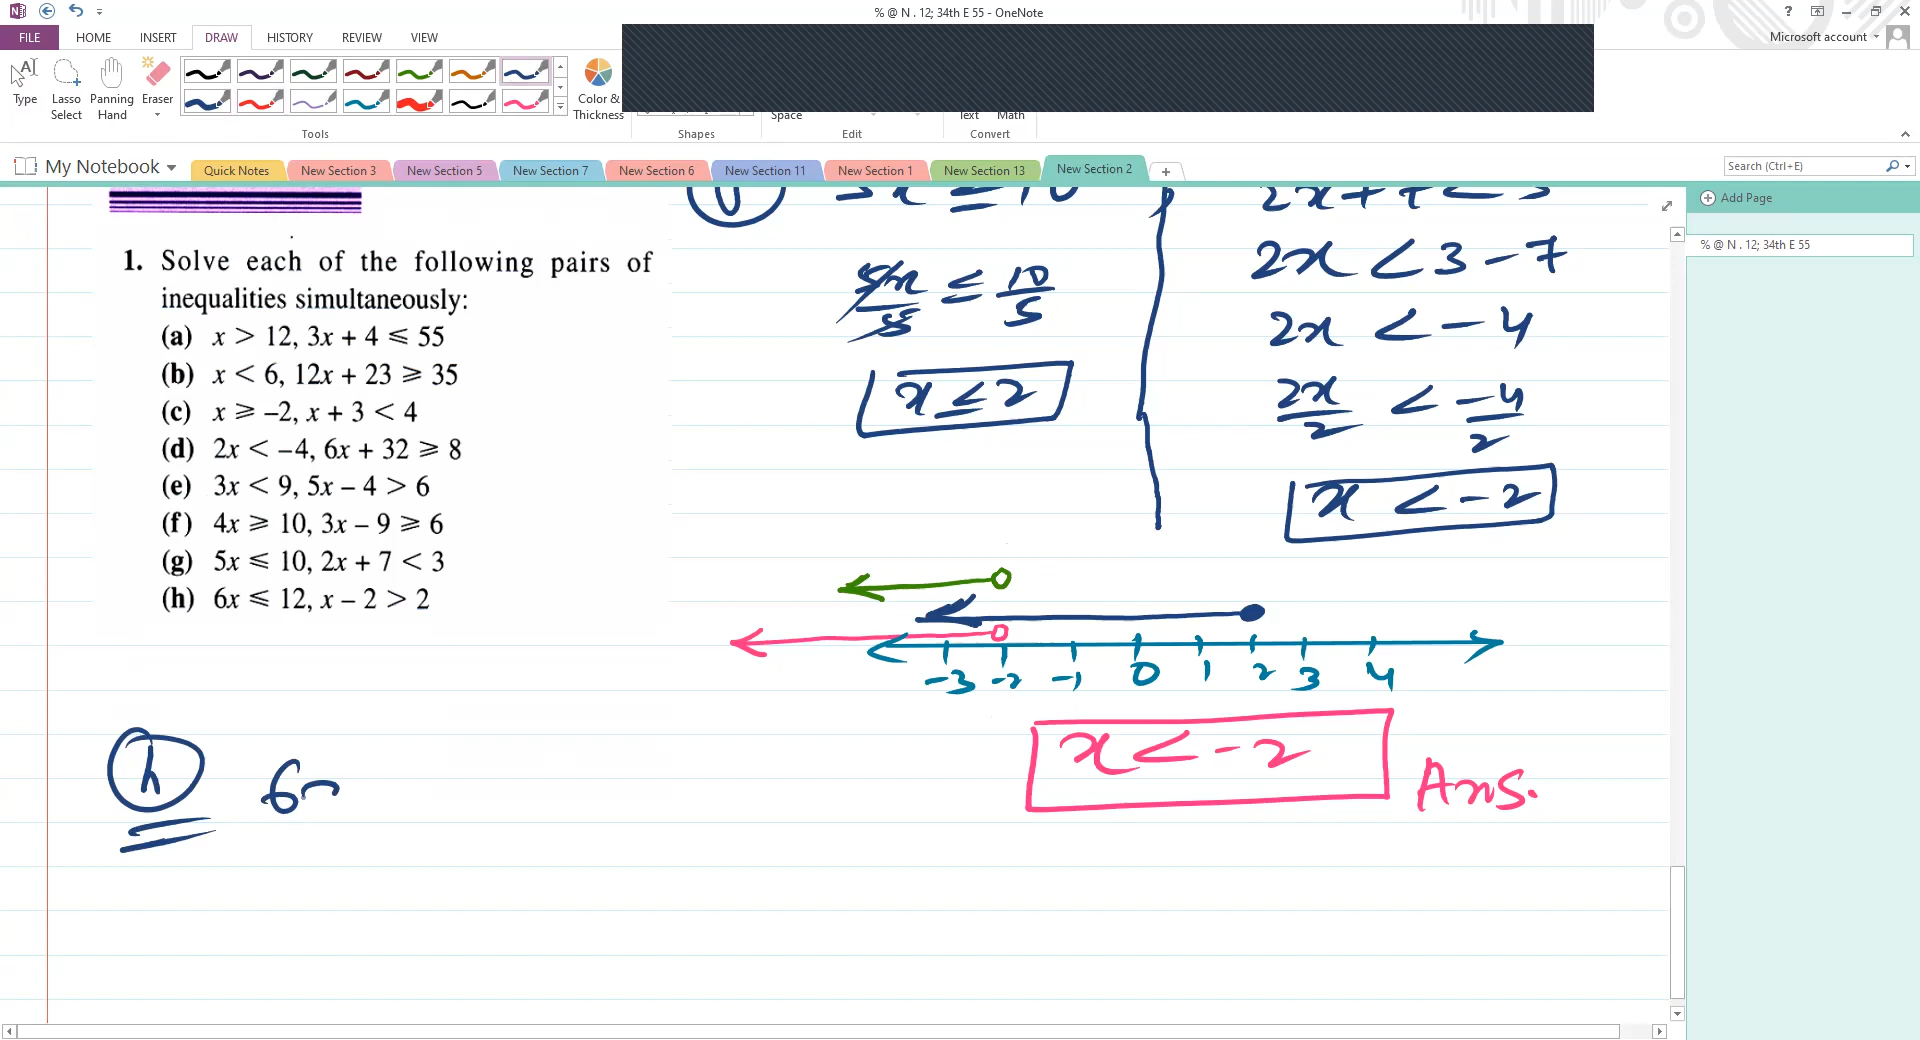 % @ N . 12; 34th E 55 - OneNote
Microsoft account
FILE HOME INSERT DRAW HISTORY REVIEW VIEW
Type
Lasso Select
Panning Hand
Eraser
Color & Thickness
Space
Text Math
Tools
Shapes
Edit
Convert
My Notebook
Quick Notes
New Section 3
New Section 5
New Section 7
New Section 6
New Section 11
New Section 1
New Section 13
New Section 2
Search (Ctrl+E)
Add Page
% @ N . 12; 34th E 55
1. Solve each of the following pairs of
inequalities simultaneously:
(a) x > 12, 3x + 4 ⩽ 55
(b) x < 6, 12x + 23 ⩾ 35
(c) x ⩾ –2, x + 3 < 4
(d) 2x < –4, 6x + 32 ⩾ 8
(e) 3x < 9, 5x – 4 > 6
(f) 4x ⩾ 10, 3x – 9 ⩾ 6
(g) 5x ⩽ 10, 2x + 7 < 3
(h) 6x ⩽ 12, x – 2 > 2
5x/5 ≤ 10/5
x ≤ 2
2x + 7 < 3
2x < 3 - 7
2x < -4
2x/2 < -4/2
x < -2
-3 -2 -1 0 1 2 3 4
x < -2
Ans.
h 6